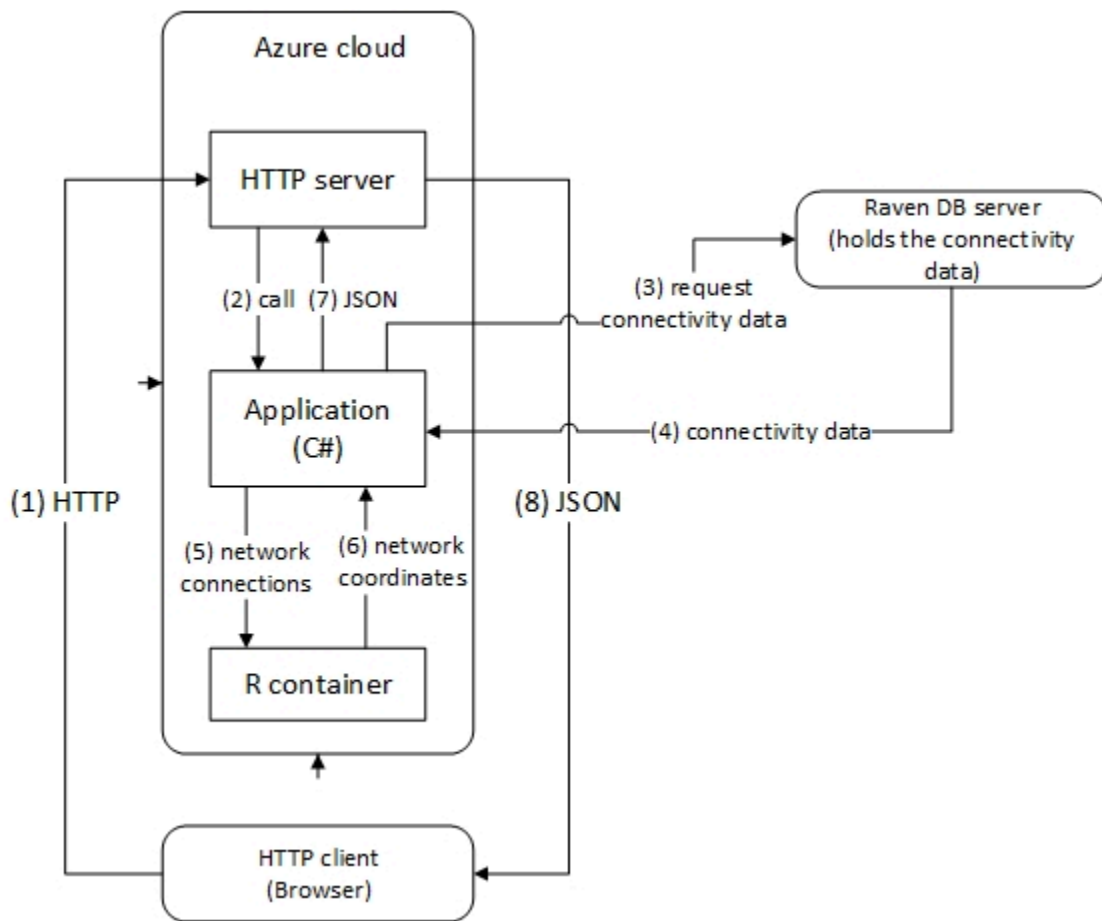 Azure cloud
HTTP server
Raven DB server
(holds the connectivity
data)
(2) call
(7) JSON
(3) request
connectivity data
Application
(C#)
(4) connectivity data
(1) HTTP
(8) JSON
(5) network
connections
(6) network
coordinates
R container
HTTP client
(Browser)